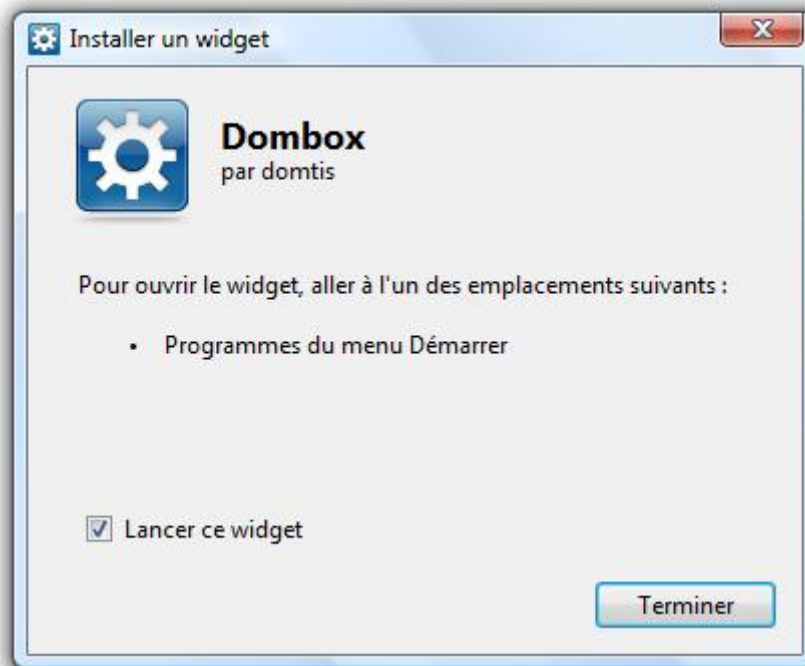 Installer un widget
Dombox
par domtis
Pour ouvrir le widget, aller à l'un des emplacements suivants :
• Programmes du menu Démarrer
Lancer ce widget
Terminer